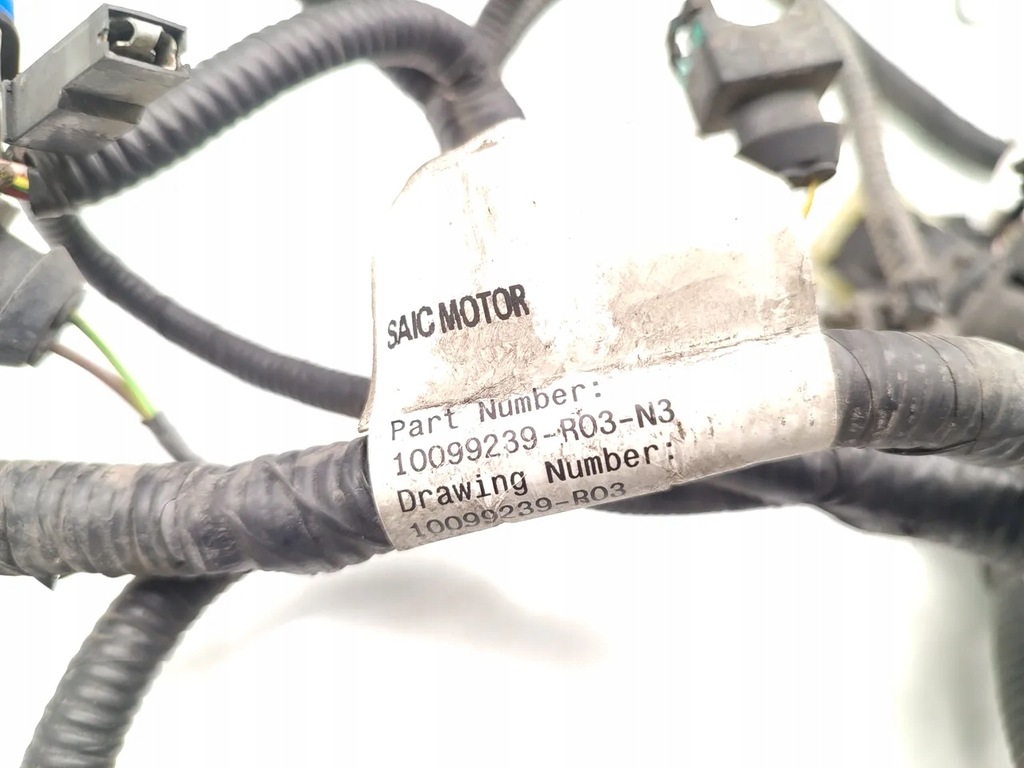 SAIC MOTOR
Part Number:
10099239-R03-N3
Drawing Number:
10099239-R03